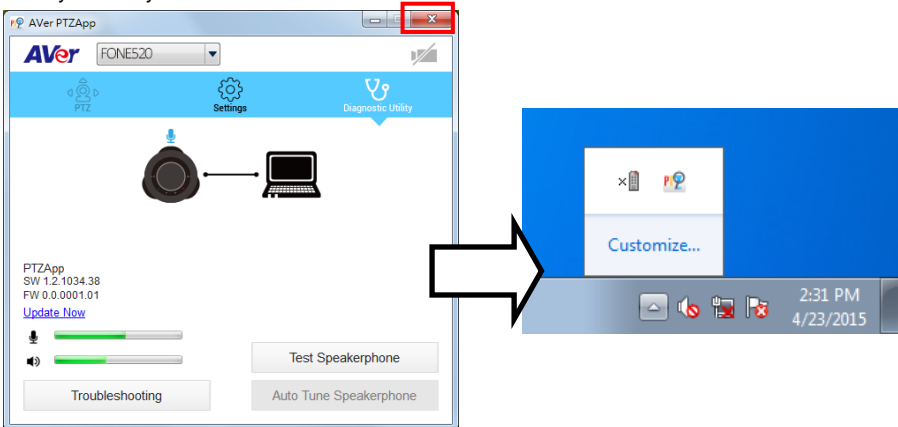 AVer PTZApp
AVer
FONE520
PTZ
Settings
Diagnostic Utility
PTZApp
SW 1.2.1034.38
FW 0.0.0001.01
Update Now
Test Speakerphone
Troubleshooting
Auto Tune Speakerphone
Customize...
2:31 PM
4/23/2015